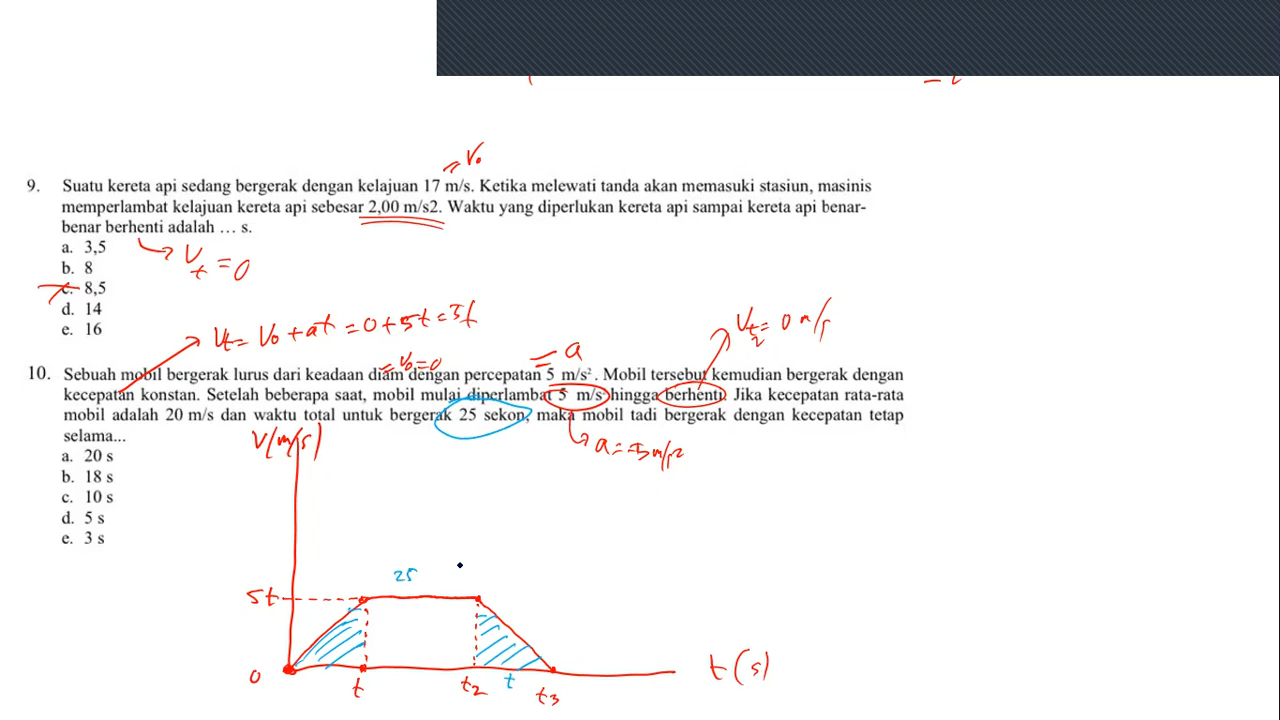 = V₀
9. Suatu kereta api sedang bergerak dengan kelajuan 17 m/s. Ketika melewati tanda akan memasuki stasiun, masinis
memperlambat kelajuan kereta api sebesar 2,00 m/s2. Waktu yang diperlukan kereta api sampai kereta api benar-
benar berhenti adalah … s.
a. 3,5
Vt = 0
b. 8
c. 8,5
d. 14
e. 16
Vt = V₀ + at = 0 + 5t = 5t
Vt2 = 0 m/s
= V₀ = 0
= a
10. Sebuah mobil bergerak lurus dari keadaan diam dengan percepatan 5 m/s². Mobil tersebut kemudian bergerak dengan
kecepatan konstan. Setelah beberapa saat, mobil mulai diperlambat 5 m/s hingga berhenti. Jika kecepatan rata-rata
mobil adalah 20 m/s dan waktu total untuk bergerak 25 sekon, maka mobil tadi bergerak dengan kecepatan tetap
selama...
V(m/s)
a = -5 m/s²
a. 20 s
b. 18 s
c. 10 s
d. 5 s
e. 3 s
25
5t
0
t
t2
t
t3
t(s)